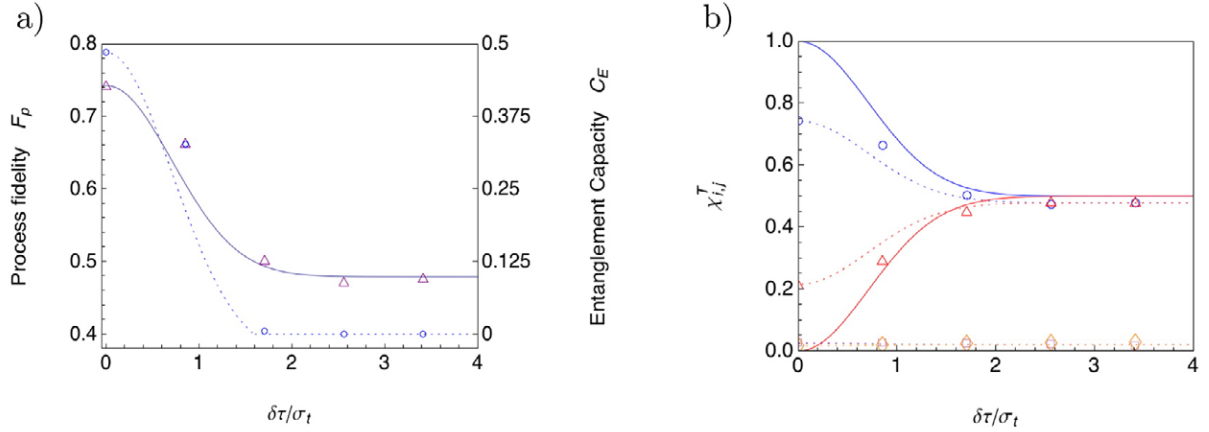 a)
Process fidelity F_p
0.8
0.7
0.6
0.5
0.4
0.5
0.375
0.25
0.125
0
Entanglement Capacity C_E
0 1 2 3 4
δτ/σ_t
b)
χ^T_{i,j}
1.0
0.8
0.6
0.4
0.2
0.0
0 1 2 3 4
δτ/σ_t